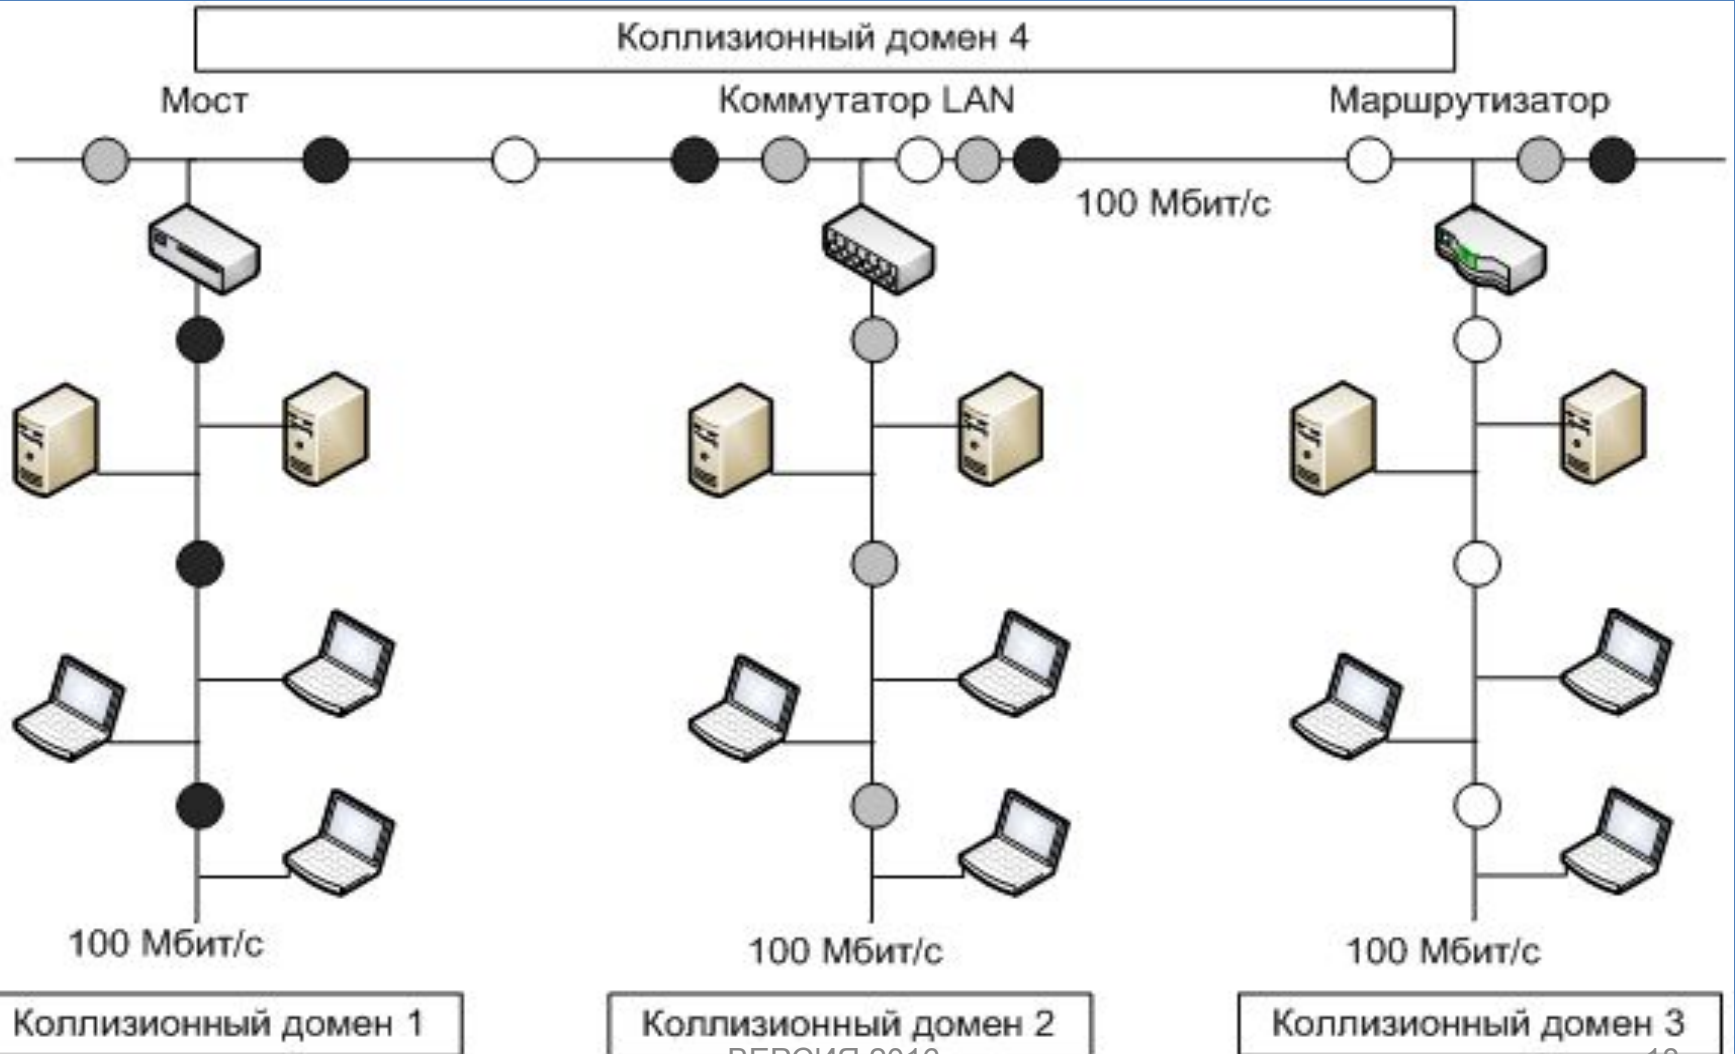 Коллизионный домен 4
Мост
Коммутатор LAN
Маршрутизатор
100 Мбит/с
100 Мбит/с
100 Мбит/с
100 Мбит/с
Коллизионный домен 1
Коллизионный домен 2
Коллизионный домен 3